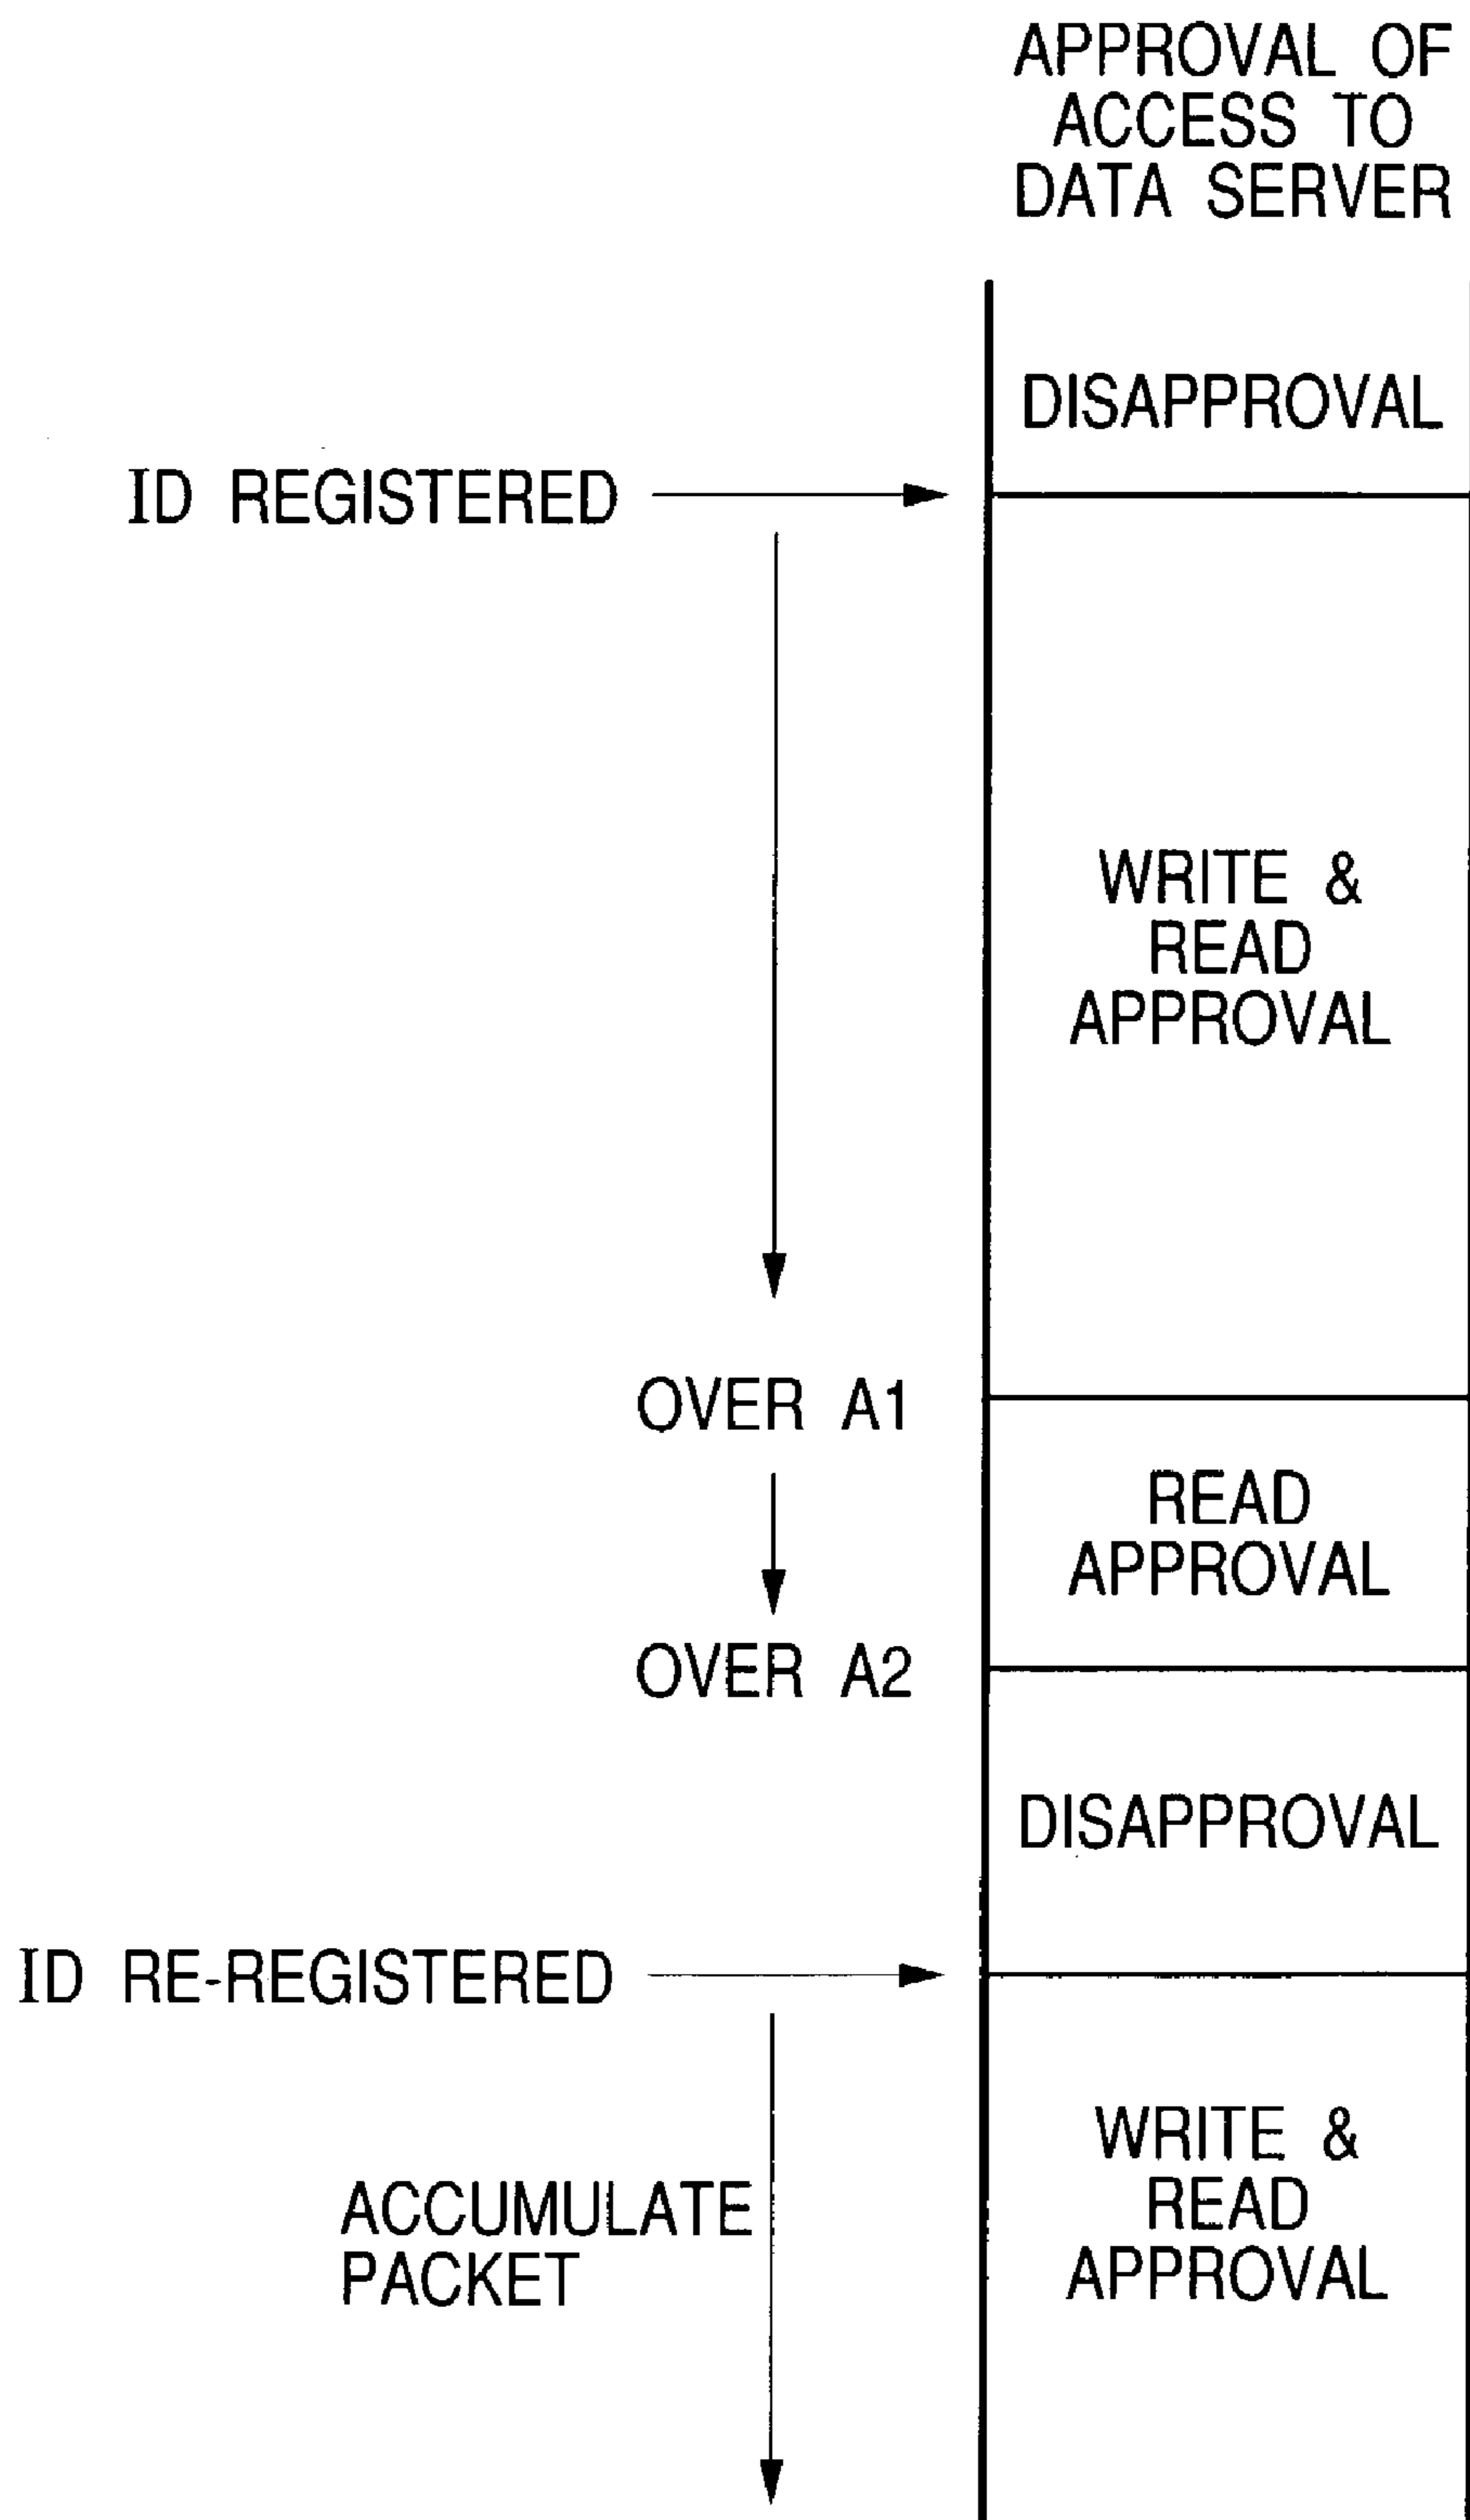 APPROVAL OF
ACCESS TO
DATA SERVER
DISAPPROVAL
ID REGISTERED
WRITE &
READ
APPROVAL
OVER A1
READ
APPROVAL
OVER A2
DISAPPROVAL
ID RE-REGISTERED
WRITE &
READ
APPROVAL
ACCUMULATE
PACKET